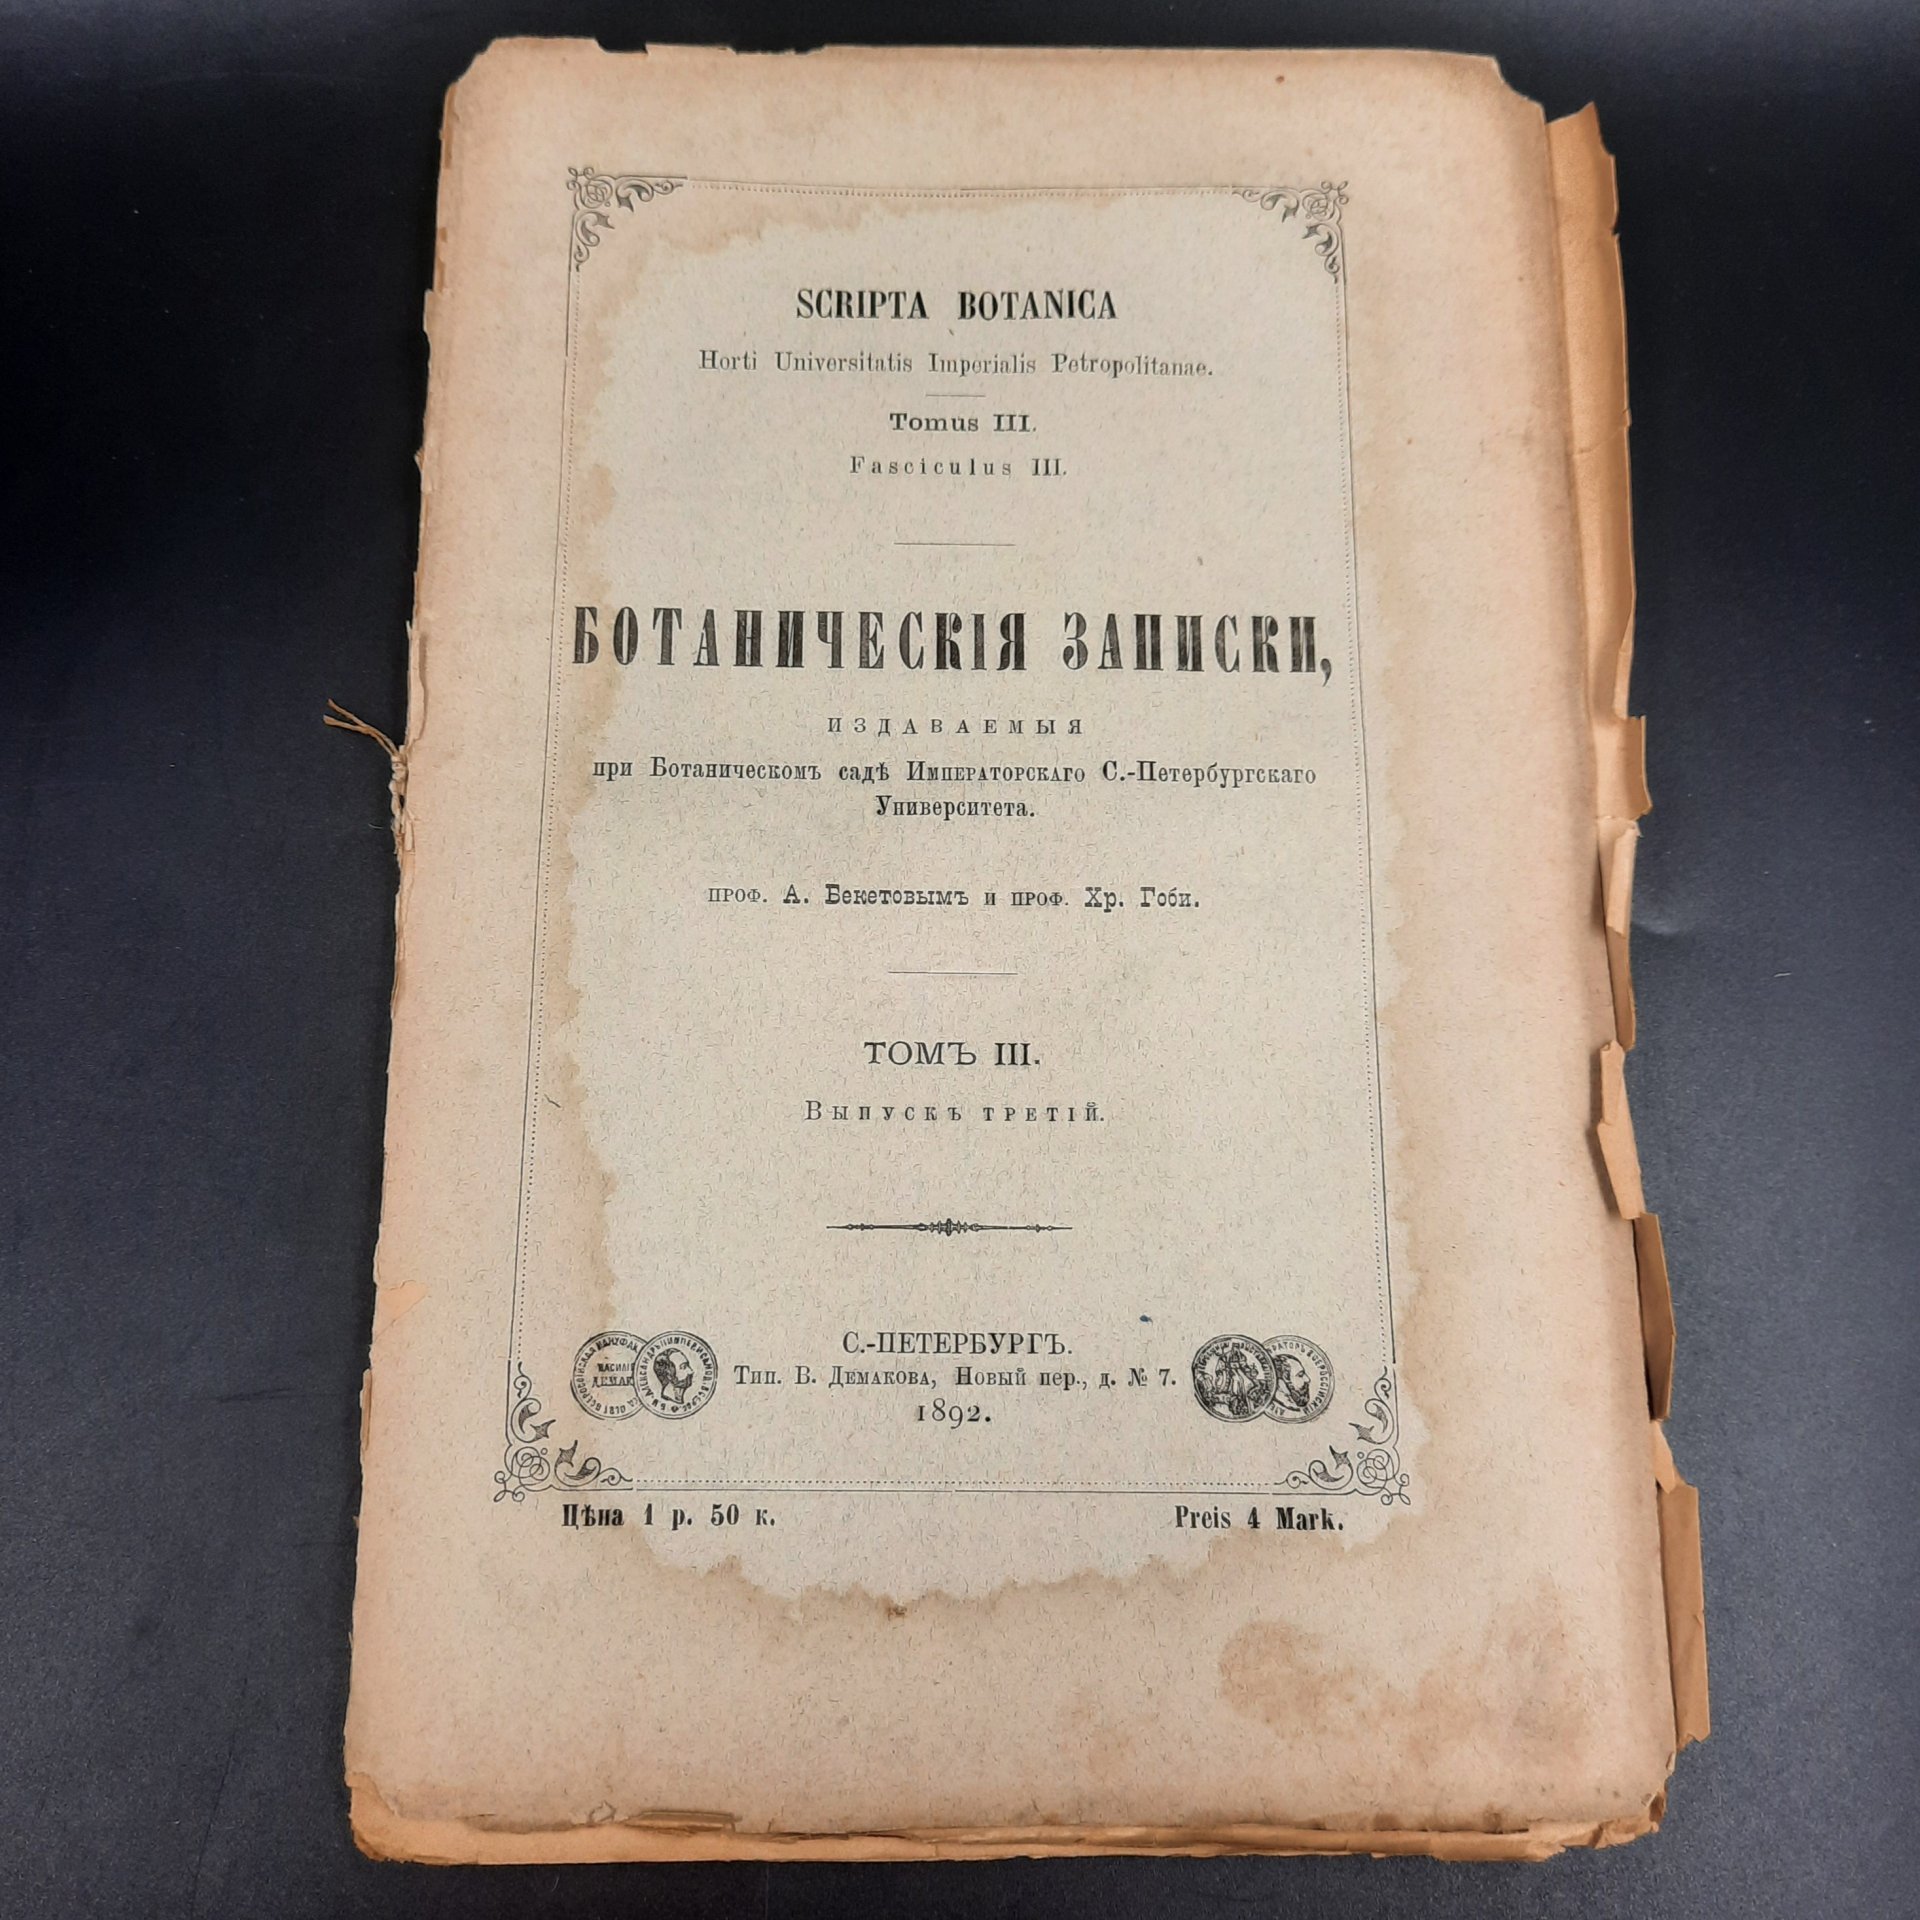 SCRIPTA BOTANICA
Horti Universitatis Imperialis Petropolitanae.
Tomus III.
Fasciculus III.
БОТАНИЧЕСКІЯ ЗАПИСКИ,
ИЗДАВАЕМЫЯ
при Ботаническомъ садѣ Императорскаго С.-Петербургскаго
Университета.
ПРОФ. А. Бекетовымъ и ПРОФ. Хр. Гоби.
ТОМЪ III.
Выпускъ третій.
С.-ПЕТЕРБУРГЪ.
Тип. В. Демакова, Новый пер., д. № 7.
1892.
Цѣна 1 р. 50 к.
Preis 4 Mark.